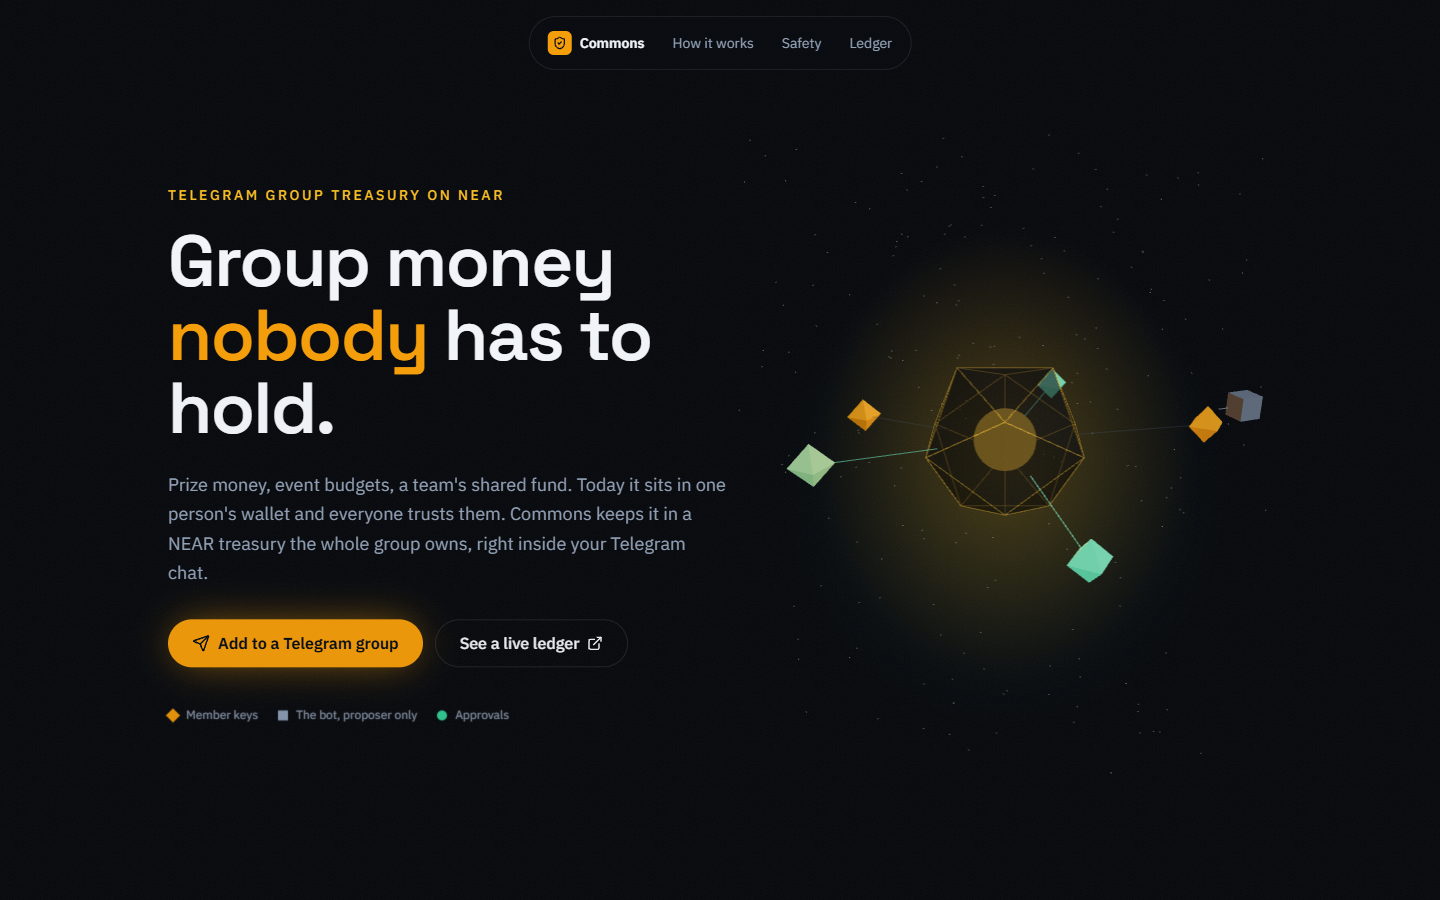 Commons How it works Safety Ledger
TELEGRAM GROUP TREASURY ON NEAR
Group money
nobody has to
hold.
Prize money, event budgets, a team's shared fund. Today it sits in one
person's wallet and everyone trusts them. Commons keeps it in a
NEAR treasury the whole group owns, right inside your Telegram
chat.
Add to a Telegram group See a live ledger
Member keys The bot, proposer only Approvals